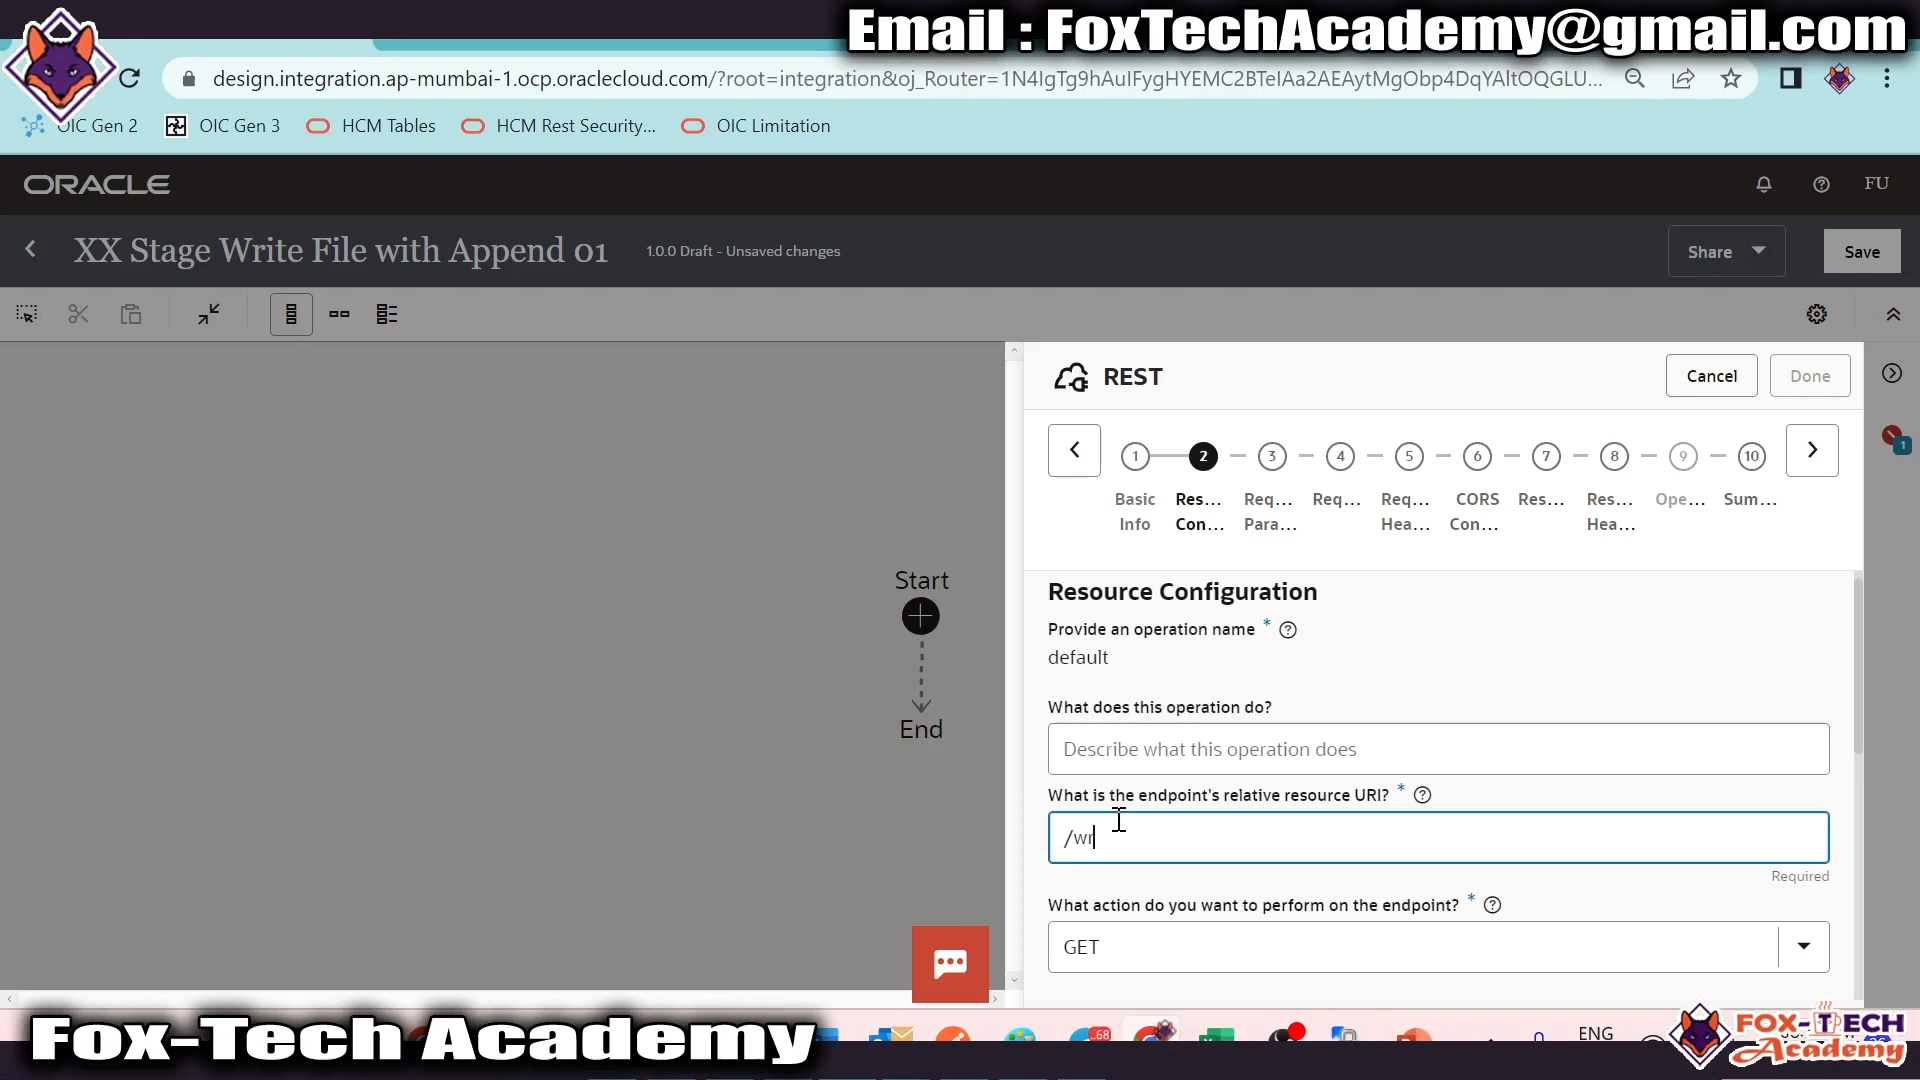 Email : FoxTechAcademy@gmail.com
design.integration.ap-mumbai-1.ocp.oraclecloud.com/?root=integration&oj_Router=1N4IgTg9hAuIFygHYEMC2BTeIAa2AEAytMgObp4DqYAltOQGLU...
OIC Gen 2
OIC Gen 3
HCM Tables
HCM Rest Security...
OIC Limitation
ORACLE
FU
XX Stage Write File with Append 01
1.0.0 Draft - Unsaved changes
Share
Save
REST
Cancel
Done
1
1 2 3 4 5 6 7 8 9 10
Basic Info
Res... Con...
Req... Para...
Req...
Req... Hea...
CORS Con...
Res...
Res... Hea...
Ope...
Sum...
Start
End
Resource Configuration
Provide an operation name *
default
What does this operation do?
Describe what this operation does
What is the endpoint's relative resource URI? *
/wr
Required
What action do you want to perform on the endpoint? *
GET
Fox-Tech Academy
68
ENG
FOX-TECH
Academy